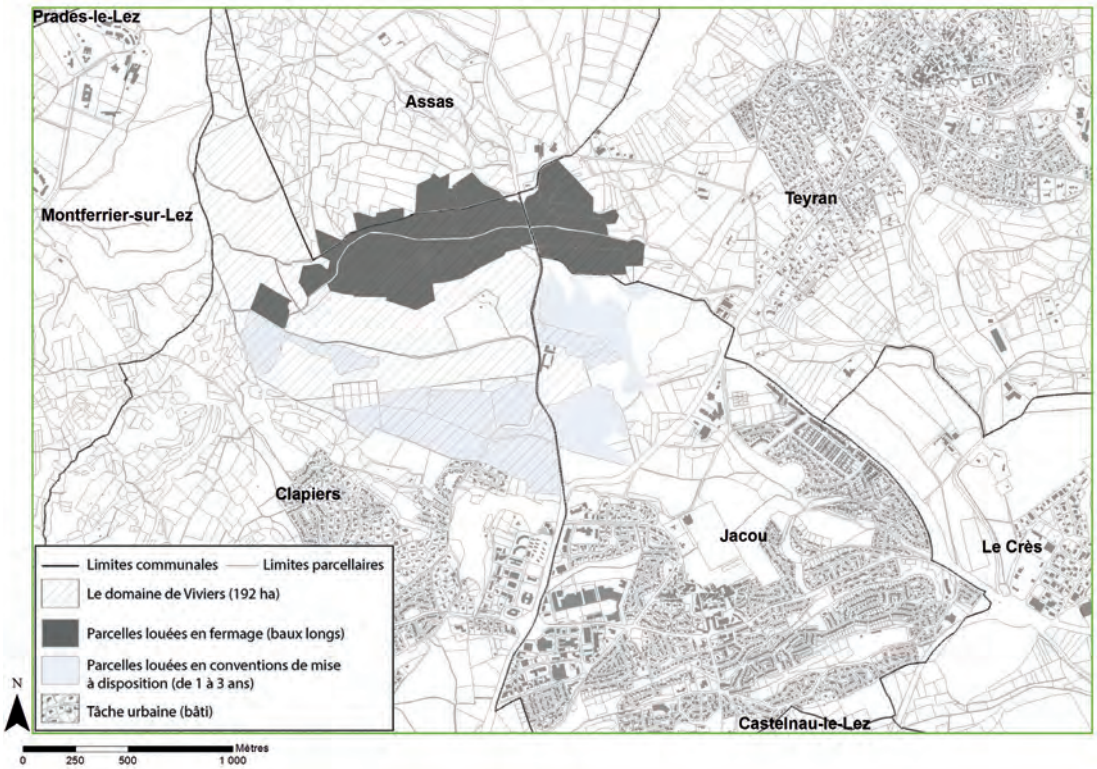 Prades-le-Lez
Assas
Montferrier-sur-Lez
Teyran
Clapiers
Jacou
Le Crès
Castelnau-le-Lez
Limites communales
Limites parcellaires
Le domaine de Viviers (192 ha)
Parcelles louées en fermage (baux longs)
Parcelles louées en conventions de mise
à disposition (de 1 à 3 ans)
Tâche urbaine (bâti)
N
Mètres
0 250 500 1 000